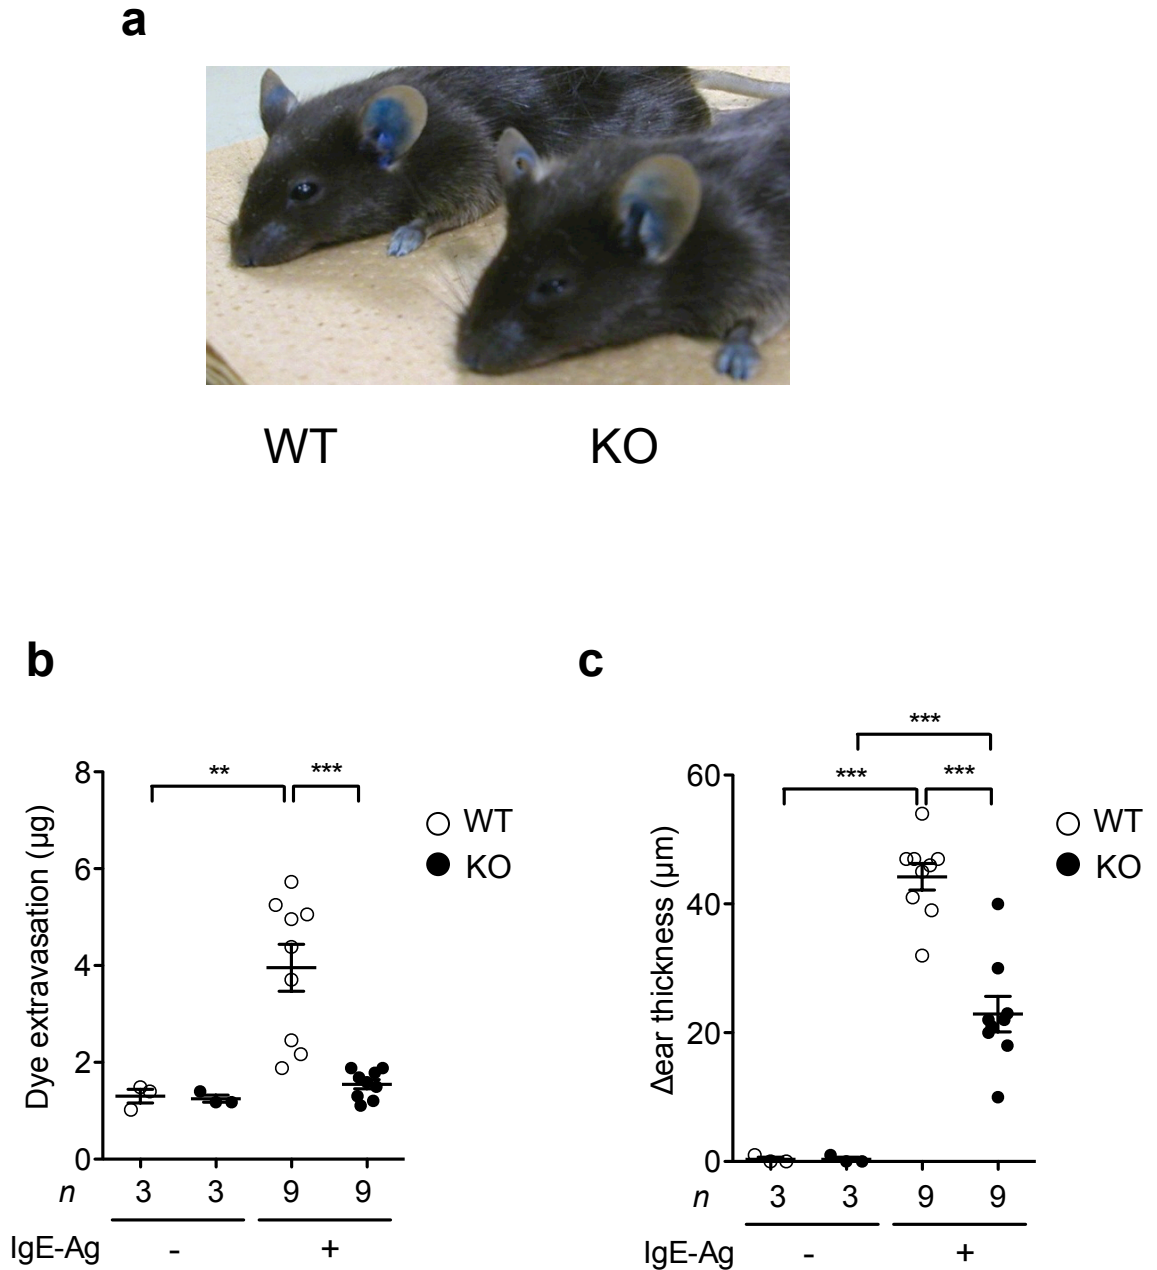 a
WT KO
b
8
6
4
2
0
Dye extravasation (µg)
** ***
WT
KO
n 3 3 9 9
IgE-Ag - +
c
60
40
20
0
Δear thickness (µm)
***
*** ***
WT
KO
n 3 3 9 9
IgE-Ag - +